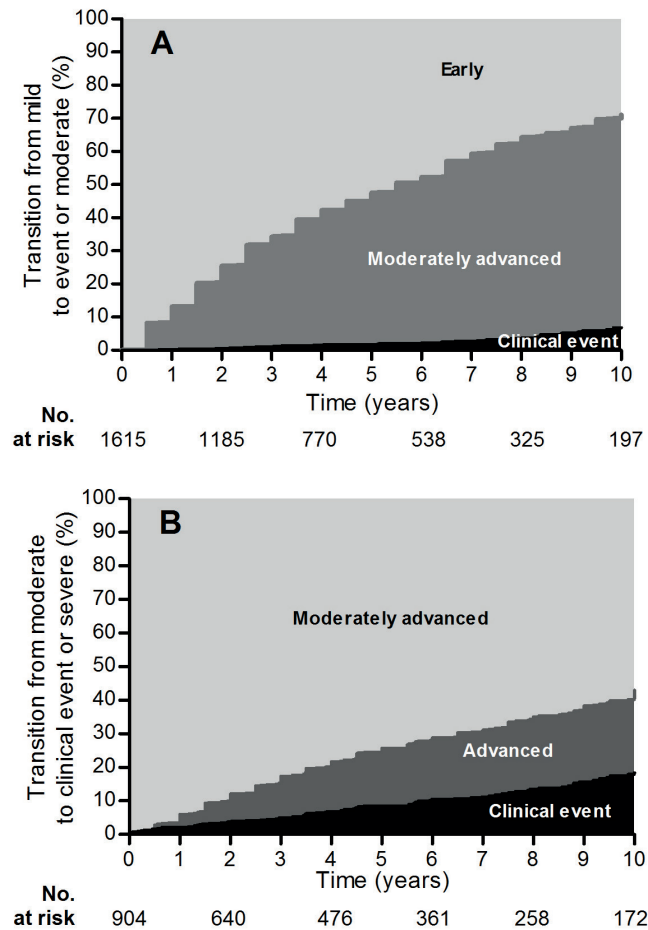 A
Transition from mild
to event or moderate (%)
100
90
80
70
60
50
40
30
20
10
0
Early
Moderately advanced
Clinical event
0 1 2 3 4 5 6 7 8 9 10
Time (years)
No.
at risk 1615 1185 770 538 325 197
B
Transition from moderate
to clinical event or severe (%)
100
90
80
70
60
50
40
30
20
10
0
Moderately advanced
Advanced
Clinical event
0 1 2 3 4 5 6 7 8 9 10
Time (years)
No.
at risk 904 640 476 361 258 172